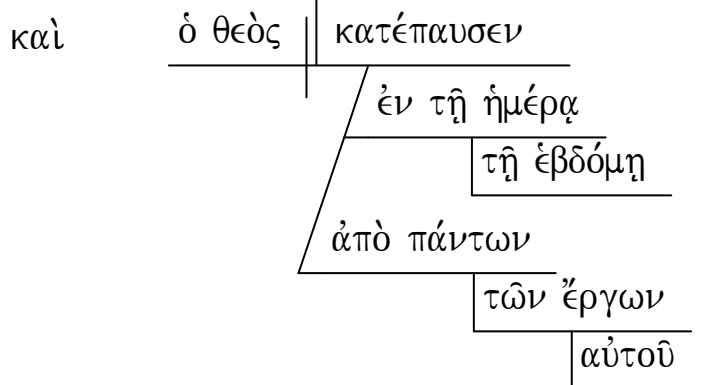 καὶ ὁ θεὸς κατέπαυσεν
ἐν τῇ ἡμέρᾳ
τῇ ἑβδόμῃ
ἀπὸ πάντων
τῶν ἔργων
αὐτοῦ